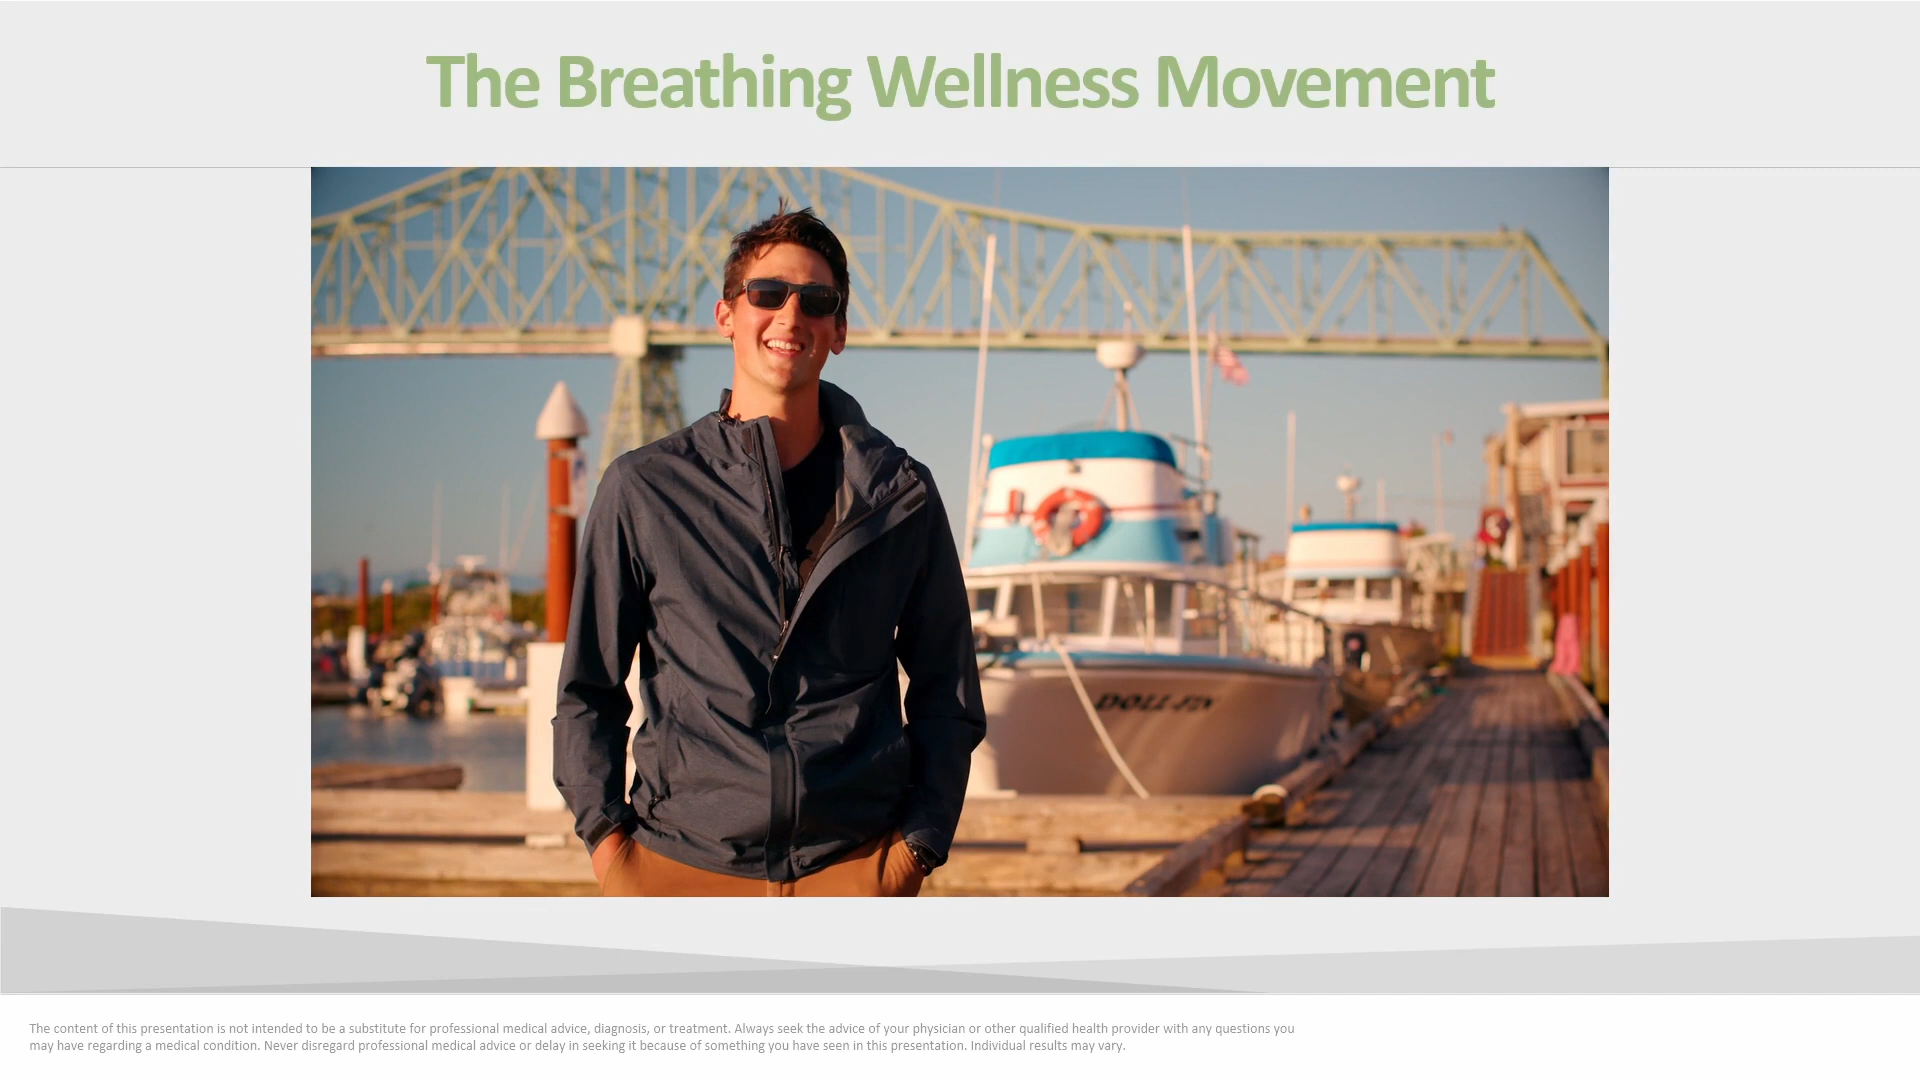 The Breathing Wellness Movement
DOLL-FIN
The content of this presentation is not intended to be a substitute for professional medical advice, diagnosis, or treatment. Always seek the advice of your physician or other qualified health provider with any questions you
may have regarding a medical condition. Never disregard professional medical advice or delay in seeking it because of something you have seen in this presentation. Individual results may vary.